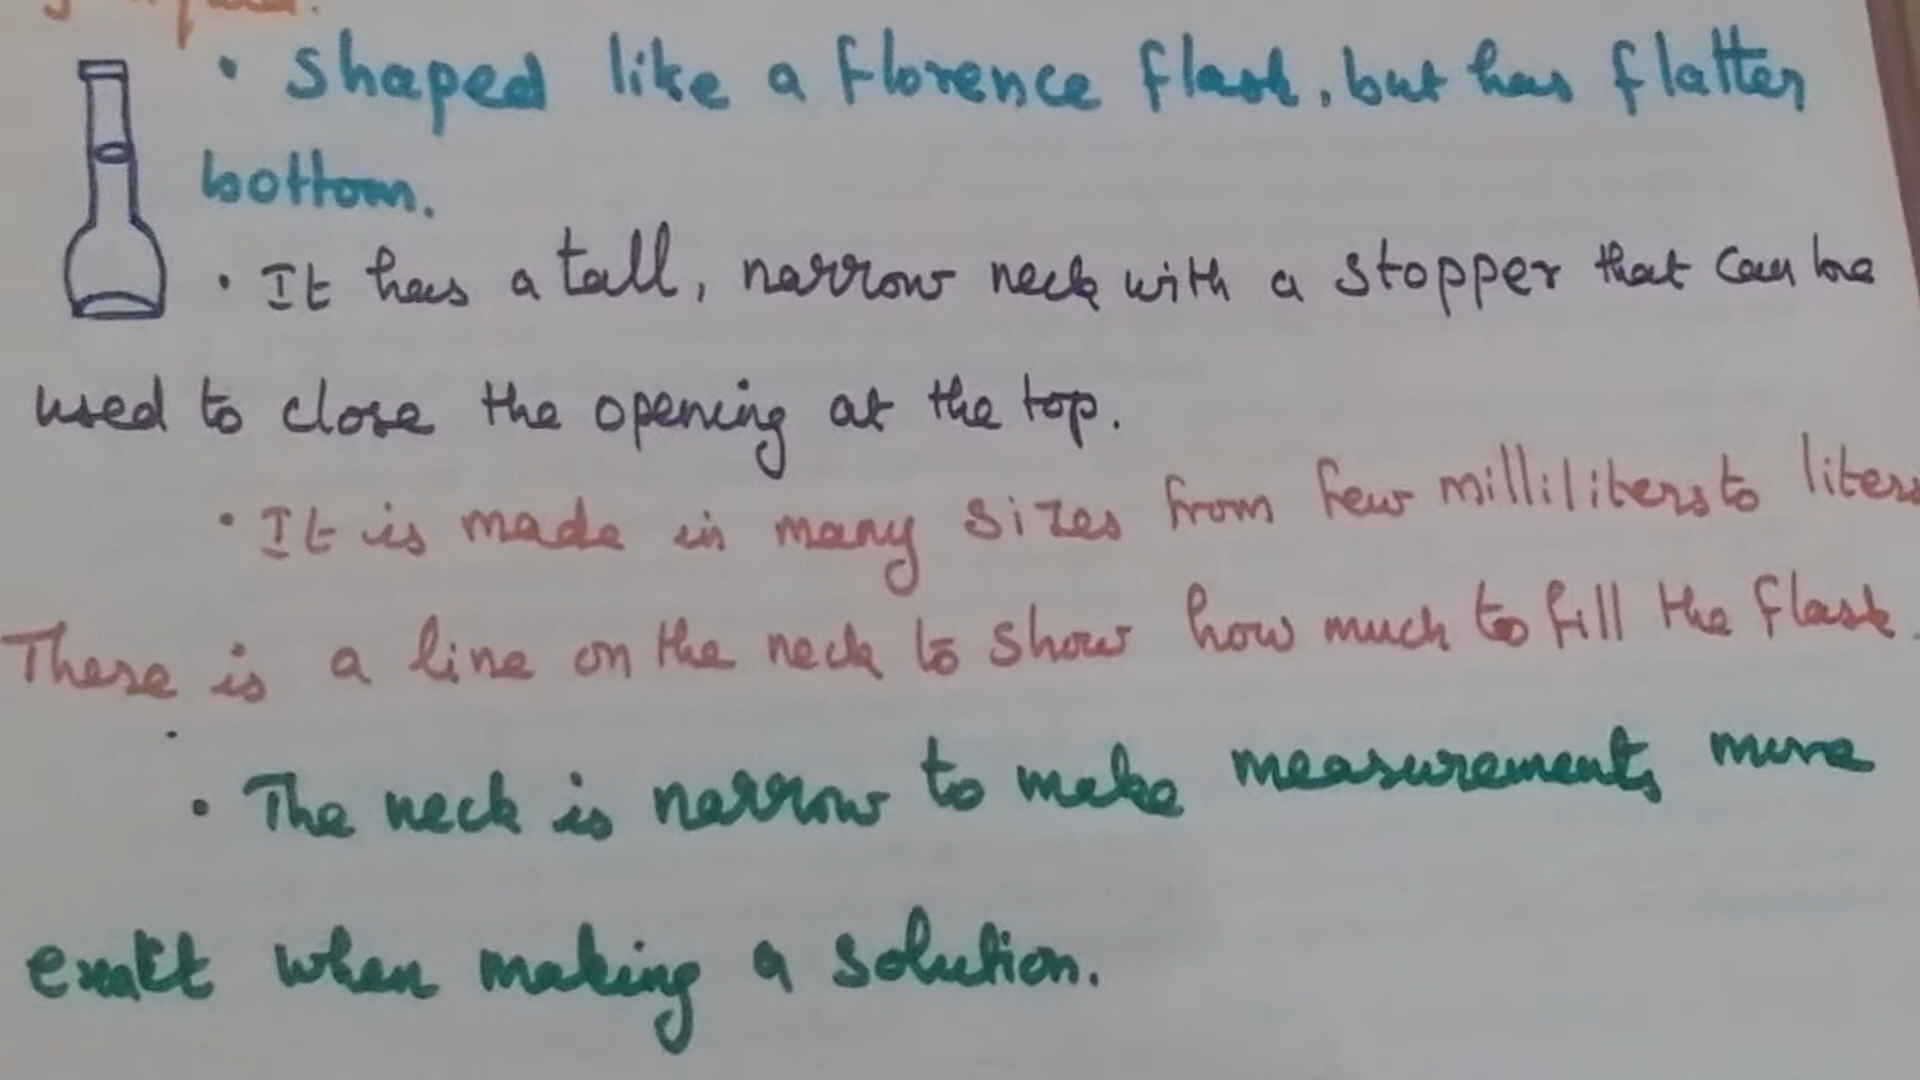 • Shaped like a florence flask, but has flatter
bottom.
• It has a tall, narrow neck with a stopper that can be
used to close the opening at the top.
• It is made in many sizes from few milliliters to liters
There is a line on the neck to show how much to fill the flask.
• The neck is narrow to make measurements more
exact when making a solution.